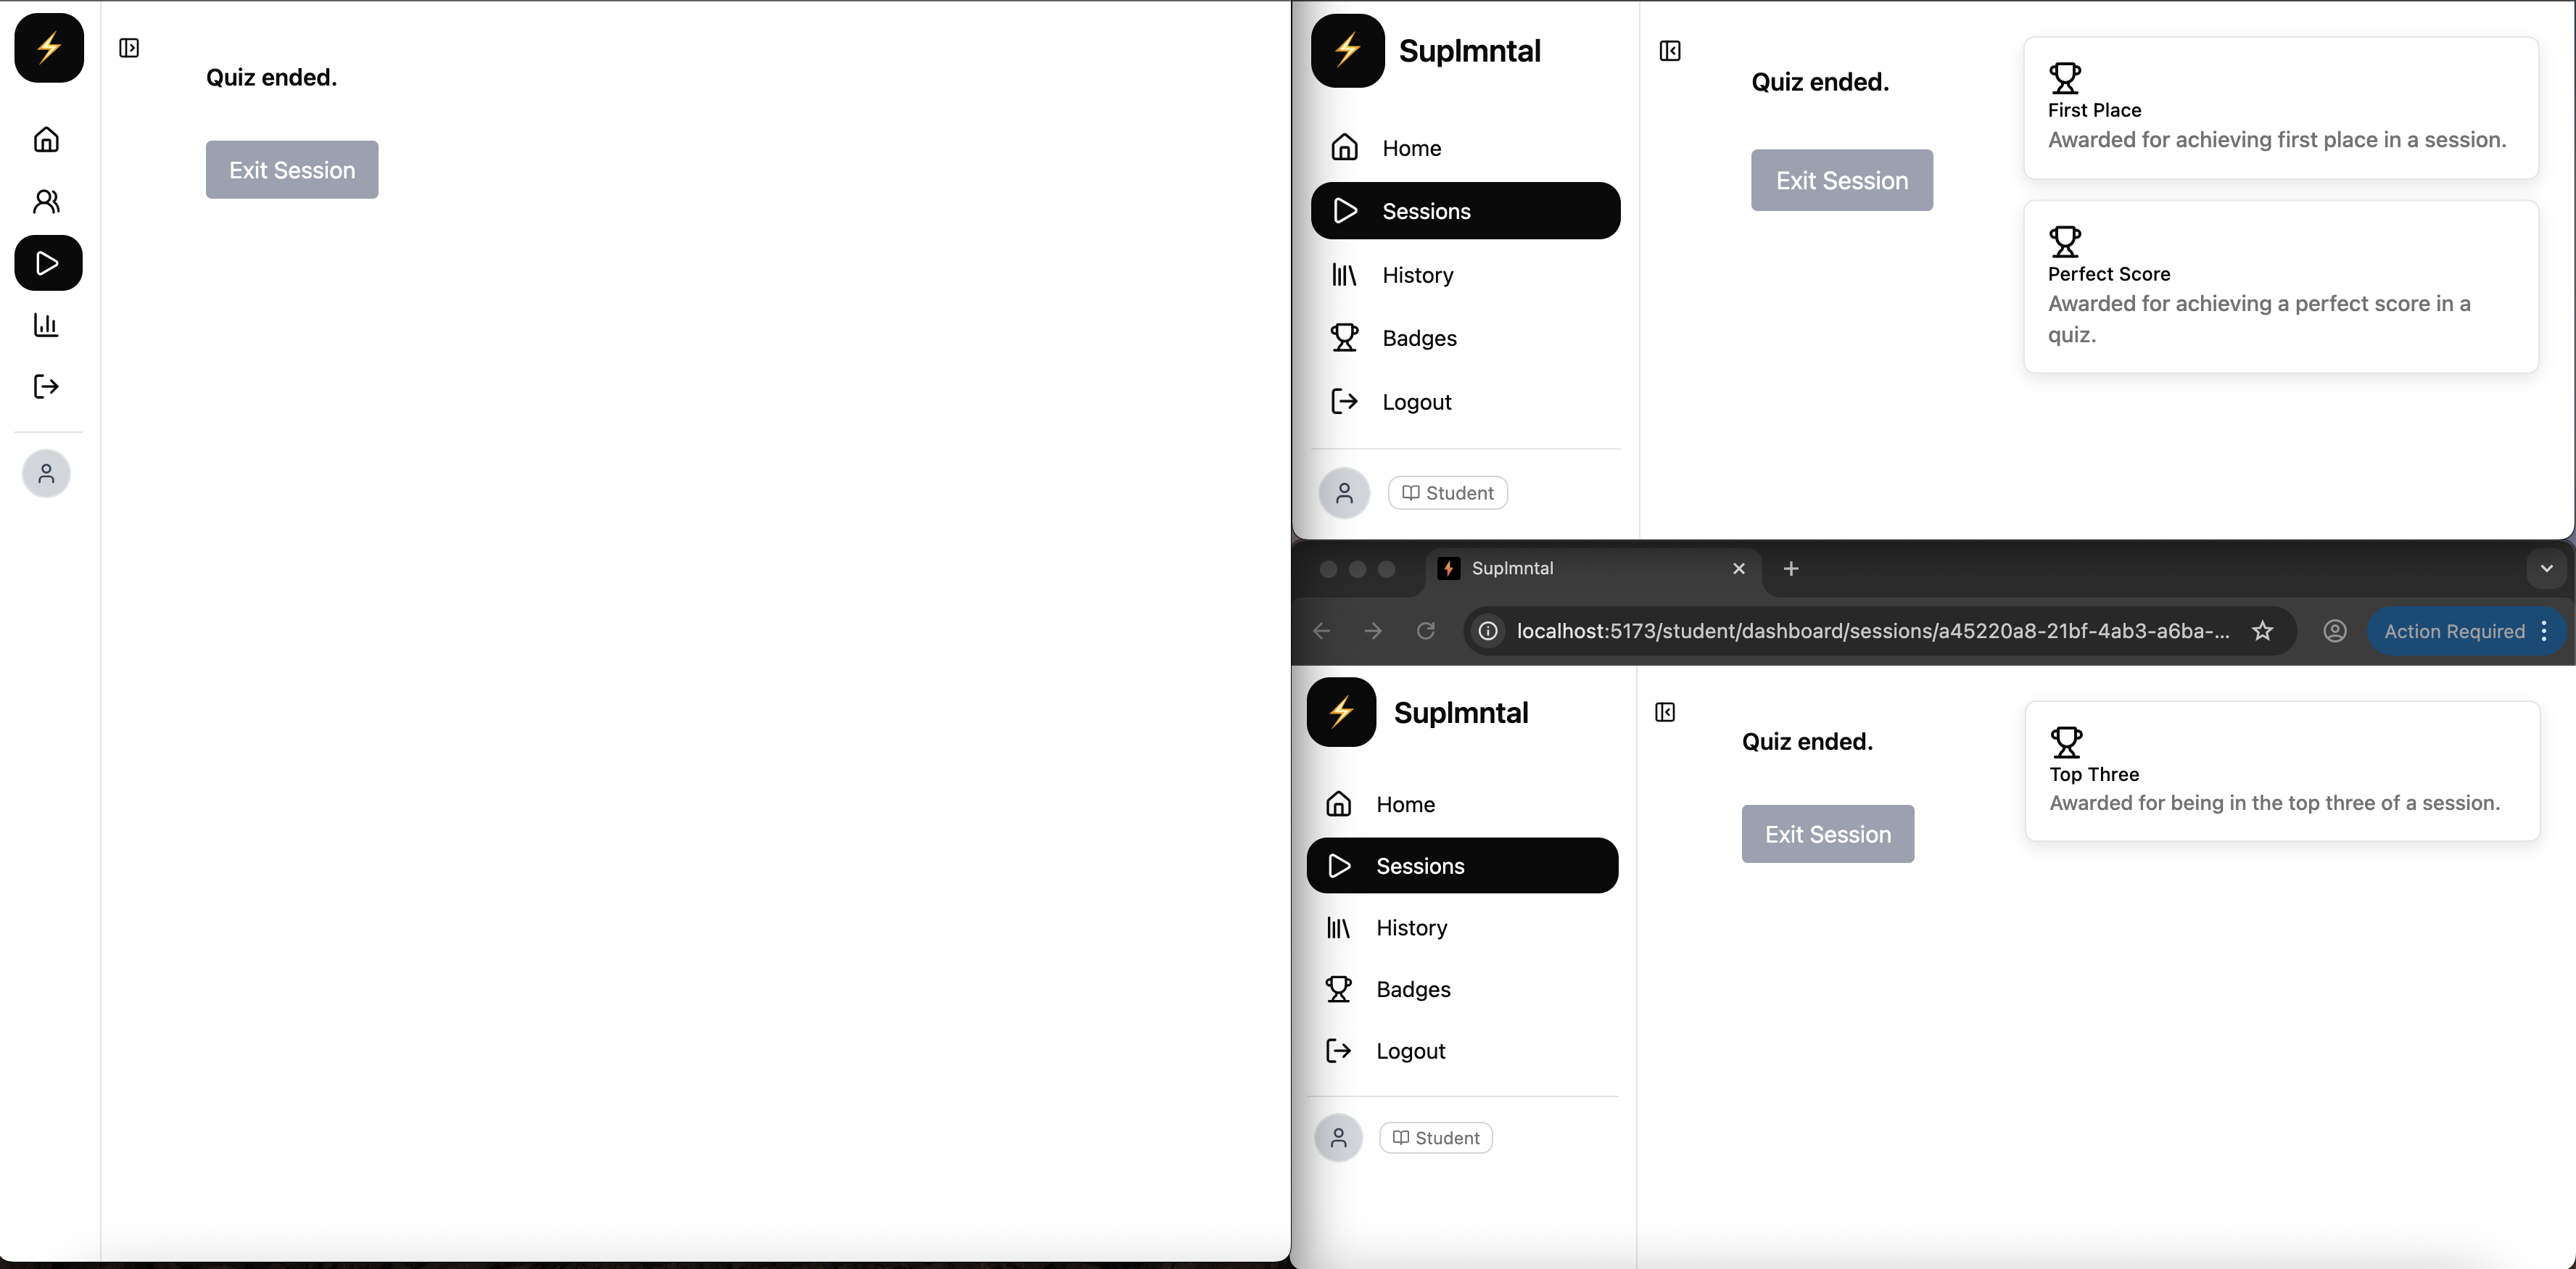 Quiz ended.
Exit Session
Suplmntal
Home
Sessions
History
Badges
Logout
Student
Quiz ended.
Exit Session
First Place
Awarded for achieving first place in a session.
Perfect Score
Awarded for achieving a perfect score in a
quiz.
Suplmntal
localhost:5173/student/dashboard/sessions/a45220a8-21bf-4ab3-a6ba-...
Action Required
Suplmntal
Home
Sessions
History
Badges
Logout
Student
Quiz ended.
Exit Session
Top Three
Awarded for being in the top three of a session.